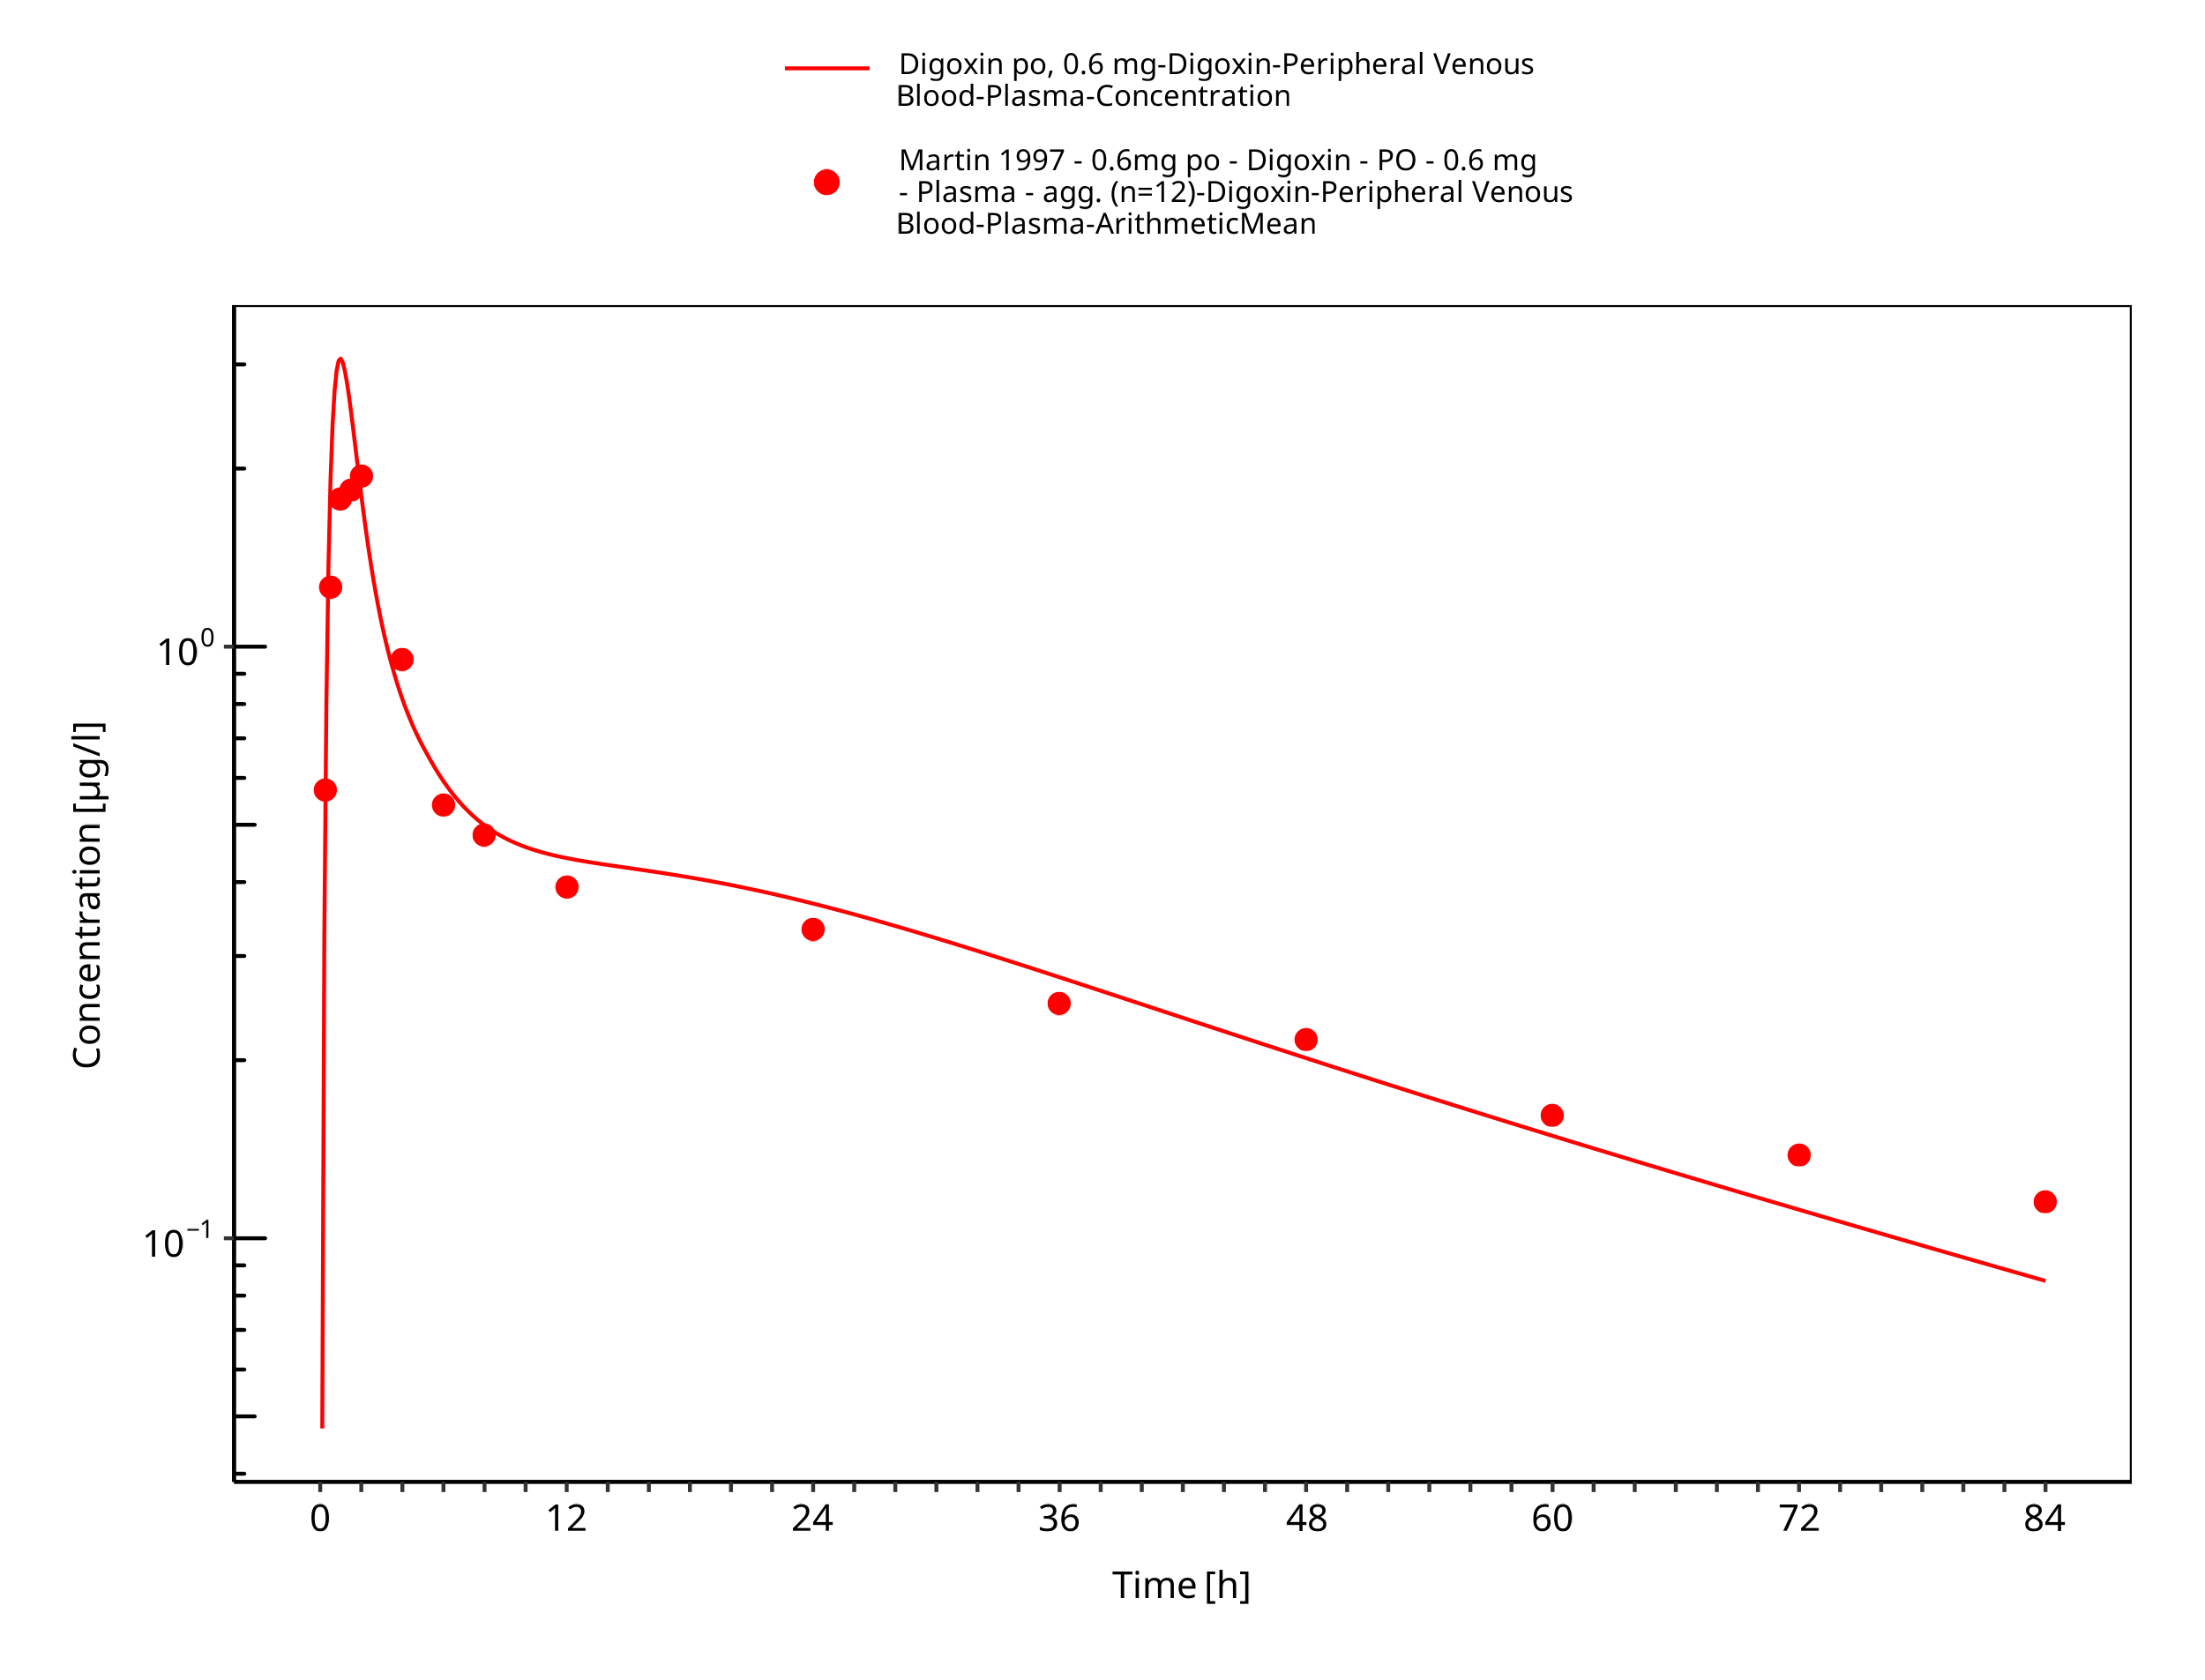 Digoxin po, 0.6 mg-Digoxin-Peripheral Venous
Blood-Plasma-Concentration
Martin 1997 - 0.6mg po - Digoxin - PO - 0.6 mg
- Plasma - agg. (n=12)-Digoxin-Peripheral Venous
Blood-Plasma-ArithmeticMean
10⁰
10⁻¹
Concentration [µg/l]
0 12 24 36 48 60 72 84
Time [h]